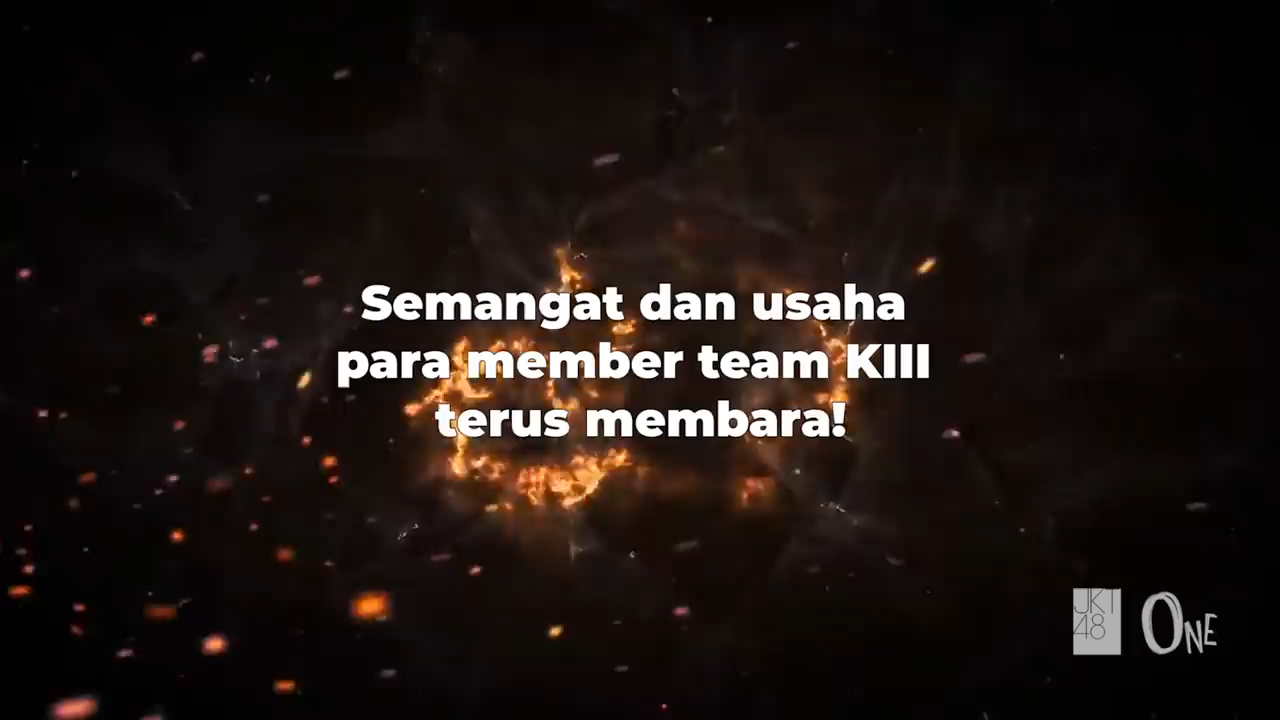 Semangat dan usaha
para member team KIII
terus membara!
JKT
48
ONE